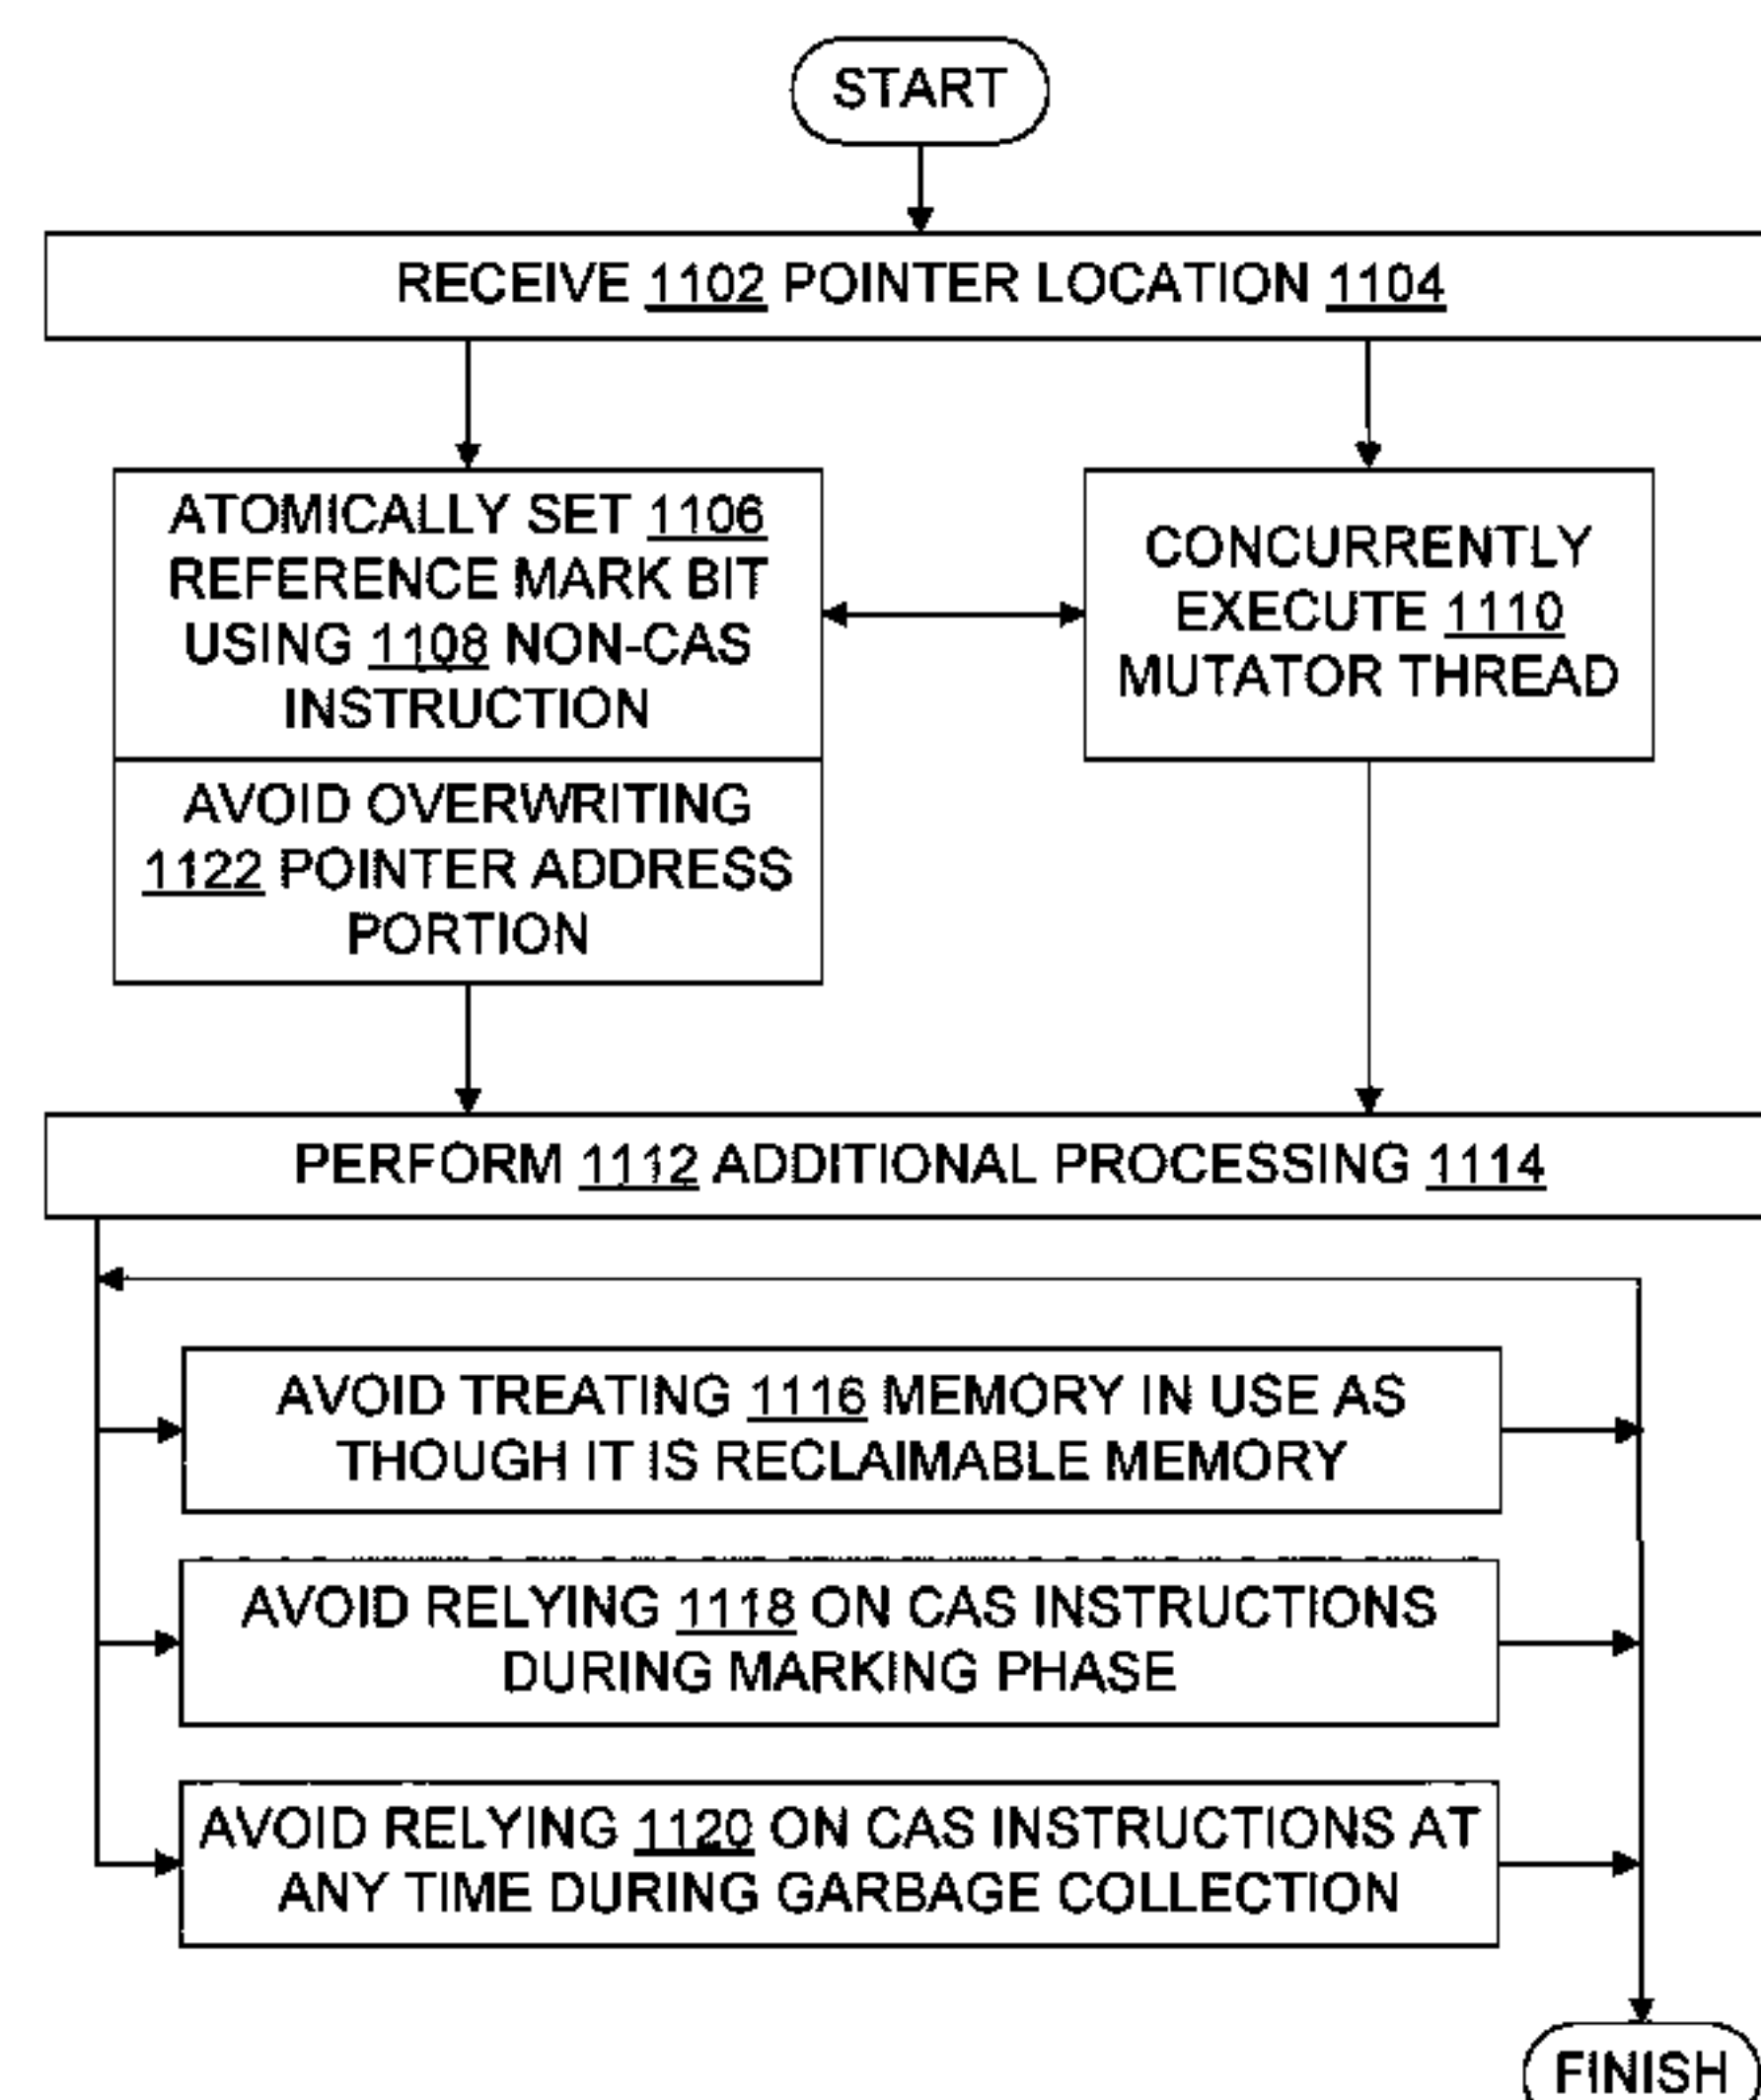 START
RECEIVE 1102 POINTER LOCATION 1104
ATOMICALLY SET 1106
REFERENCE MARK BIT
USING 1108 NON-CAS
INSTRUCTION
CONCURRENTLY
EXECUTE 1110
MUTATOR THREAD
AVOID OVERWRITING
1122 POINTER ADDRESS
PORTION
PERFORM 1112 ADDITIONAL PROCESSING 1114
AVOID TREATING 1116 MEMORY IN USE AS
THOUGH IT IS RECLAIMABLE MEMORY
AVOID RELYING 1118 ON CAS INSTRUCTIONS
DURING MARKING PHASE
AVOID RELYING 1120 ON CAS INSTRUCTIONS AT
ANY TIME DURING GARBAGE COLLECTION
FINISH